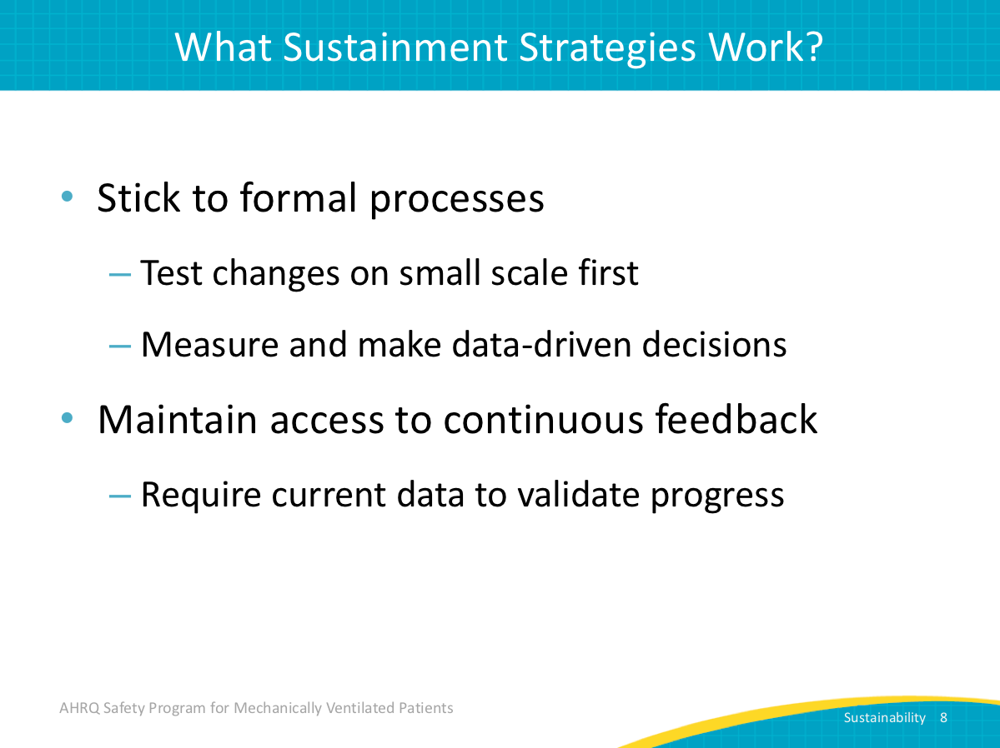 What Sustainment Strategies Work?
• Stick to formal processes
– Test changes on small scale first
– Measure and make data-driven decisions
• Maintain access to continuous feedback
– Require current data to validate progress
AHRQ Safety Program for Mechanically Ventilated Patients
Sustainability 8